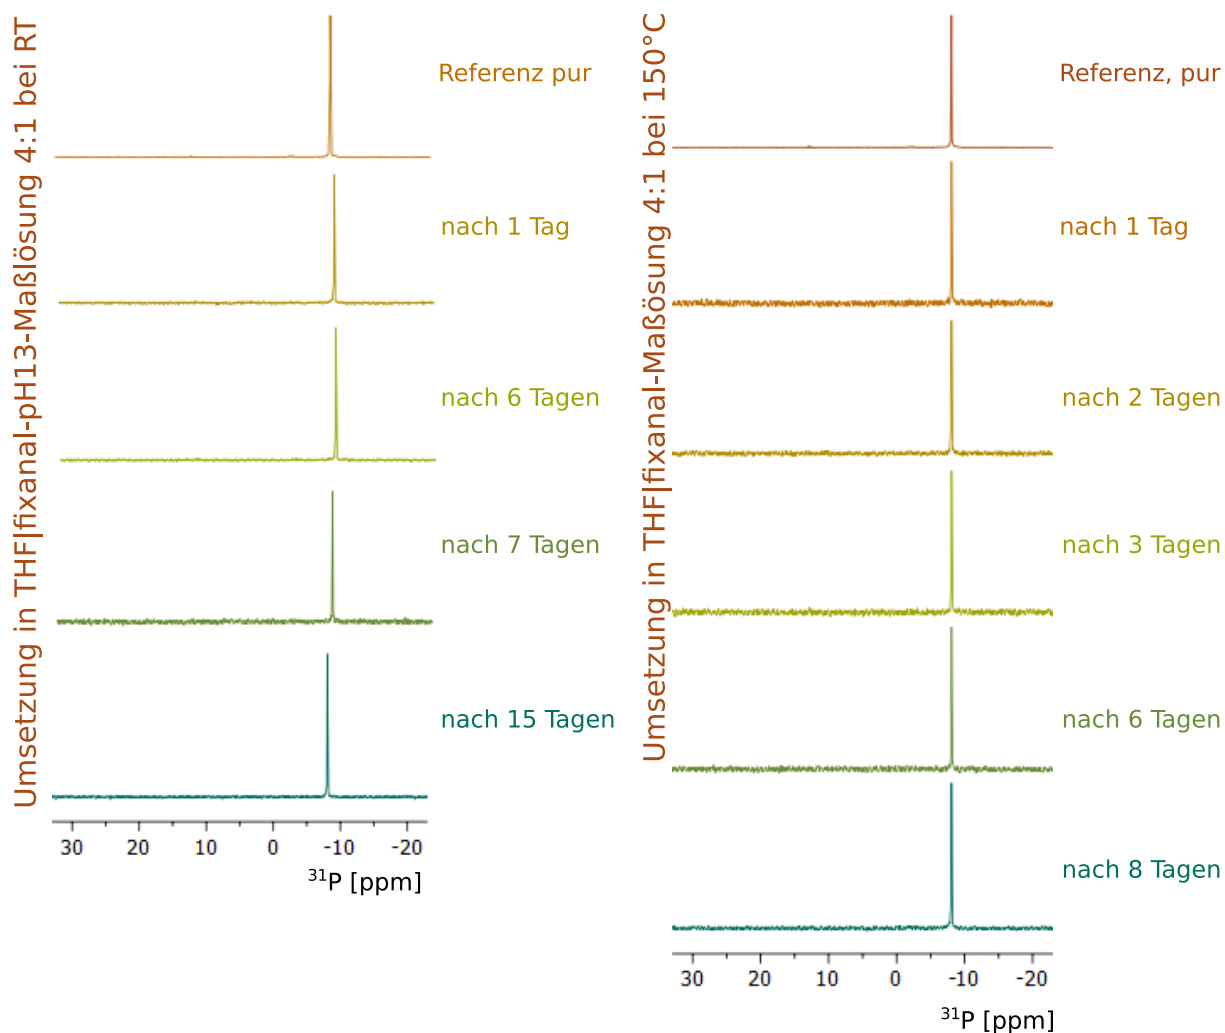 Umsetzung in THF|fixanal-pH13-Maßlösung 4:1 bei RT
Referenz pur
nach 1 Tag
nach 6 Tagen
nach 7 Tagen
nach 15 Tagen
30 20 10 0 -10 -20
³¹P [ppm]
Umsetzung in THF|fixanal-Maßösung 4:1 bei 150°C
Referenz, pur
nach 1 Tag
nach 2 Tagen
nach 3 Tagen
nach 6 Tagen
nach 8 Tagen
30 20 10 0 -10 -20
³¹P [ppm]